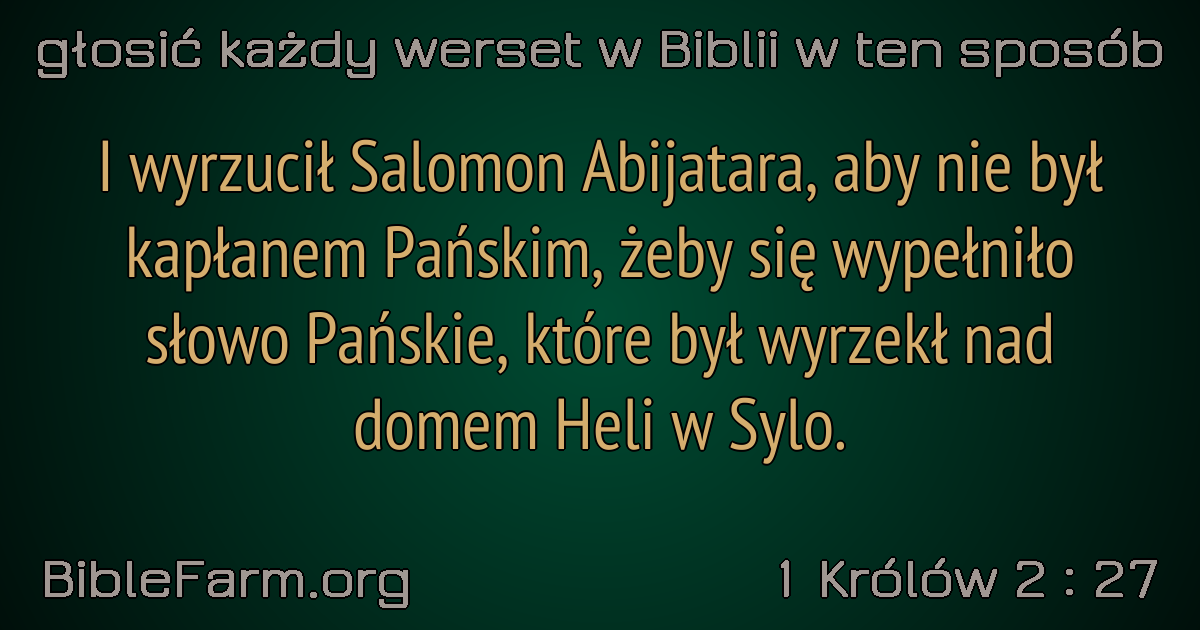 głosić każdy werset w Biblii w ten sposób
I wyrzucił Salomon Abijatara, aby nie był
kapłanem Pańskim, żeby się wypełniło
słowo Pańskie, które był wyrzekł nad
domem Heli w Sylo.
BibleFarm.org
1 Królów 2 : 27